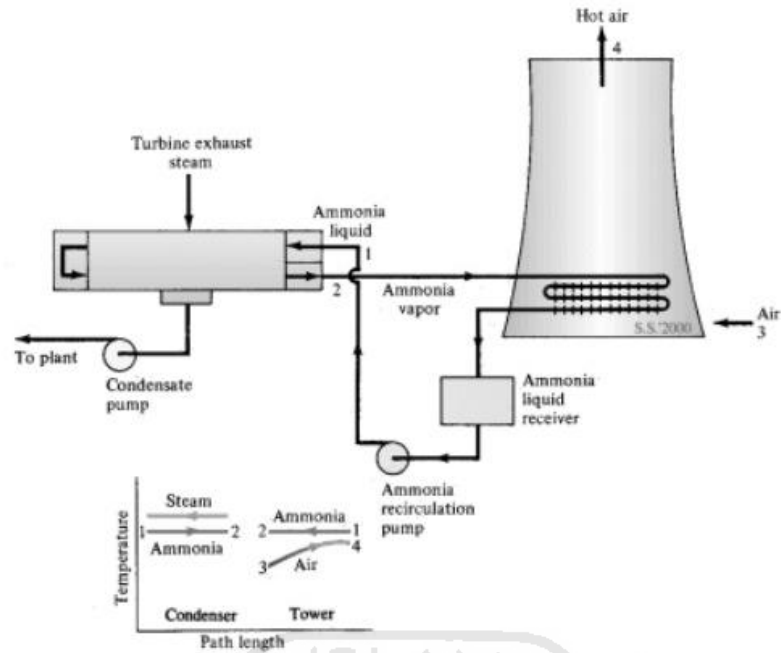 Hot air
4
Turbine exhaust
steam
Ammonia
liquid
1
2
Ammonia
vapor
S.S.'2000
Air
3
To plant
Condensate
pump
Ammonia
liquid
receiver
Ammonia
recirculation
pump
Temperature
Steam
1 2
Ammonia
Ammonia
2 1
3 4
Air
Condenser Tower
Path length